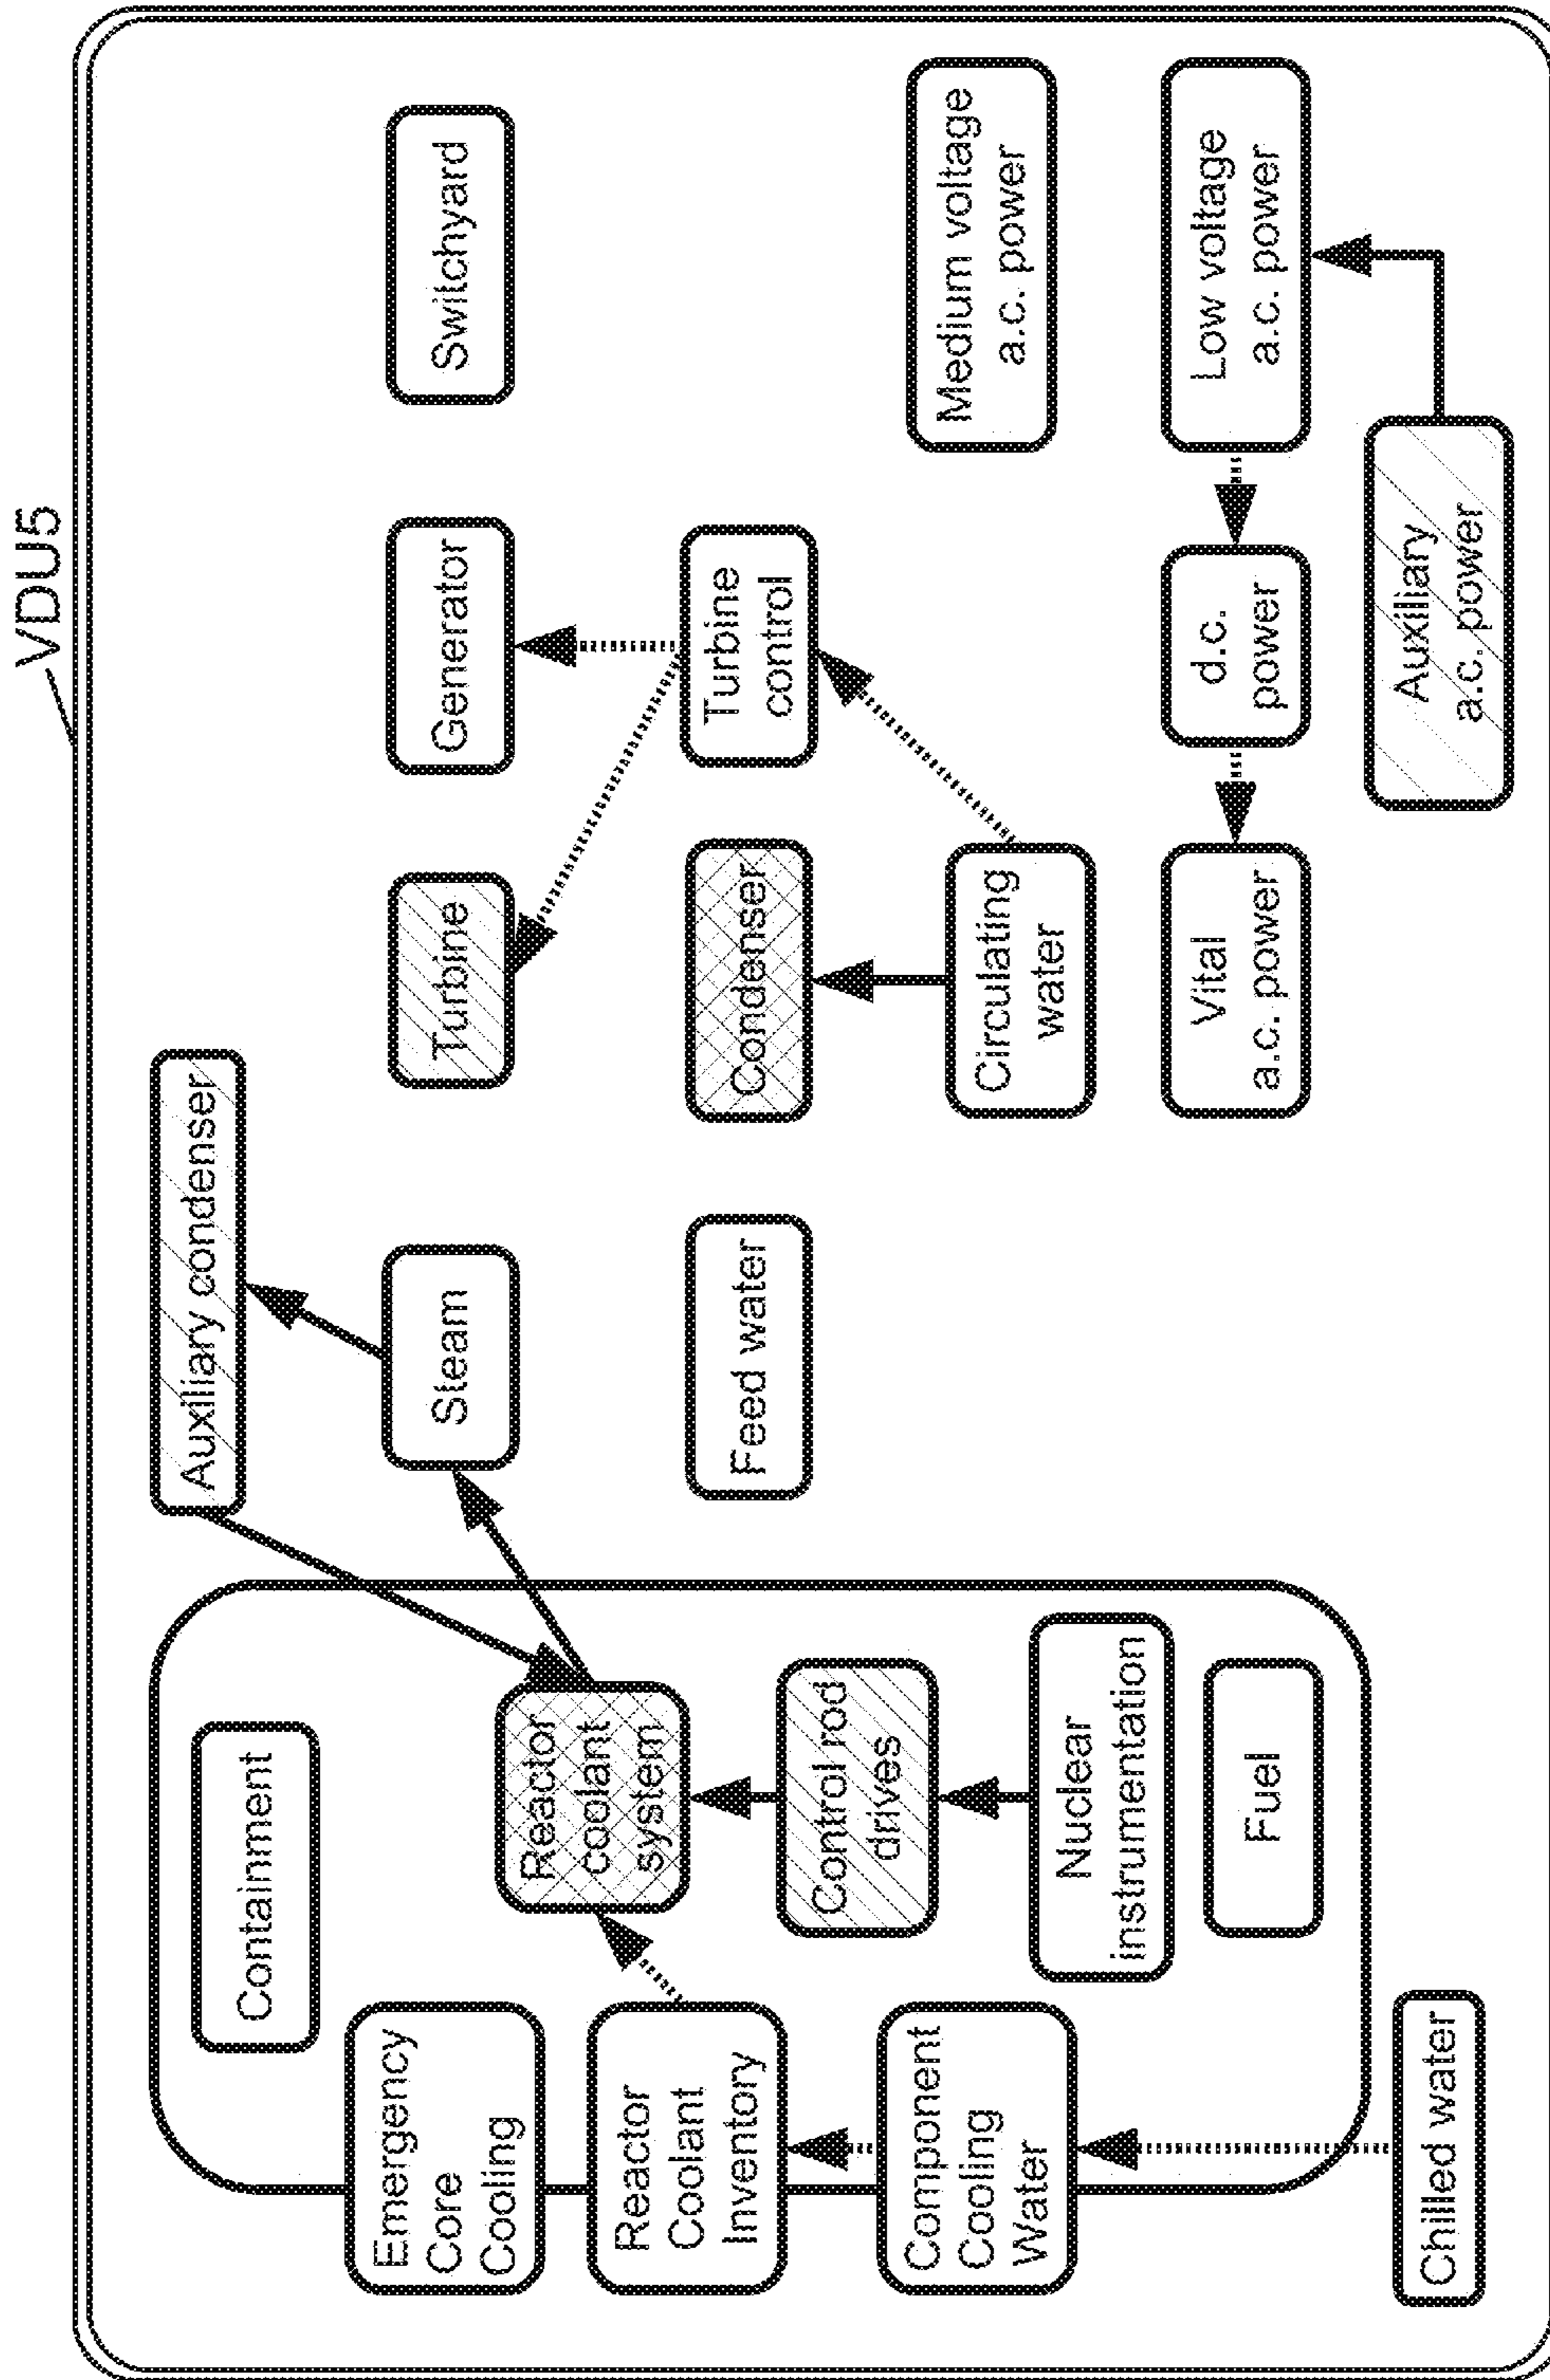 VDU5
Auxiliary condenser
Containment
Steam
Turbine
Generator
Switchyard
Emergency
Core
Cooling
Reactor
coolant
system
Reactor
Coolant
Inventory
Feed water
Condenser
Turbine
control
Control rod
drives
Component
Cooling
Water
Circulating
water
Medium voltage
a.c. power
Nuclear
instrumentation
Fuel
Vital
a.c. power
d.c.
power
Low voltage
a.c. power
Chilled water
Auxiliary
a.c. power